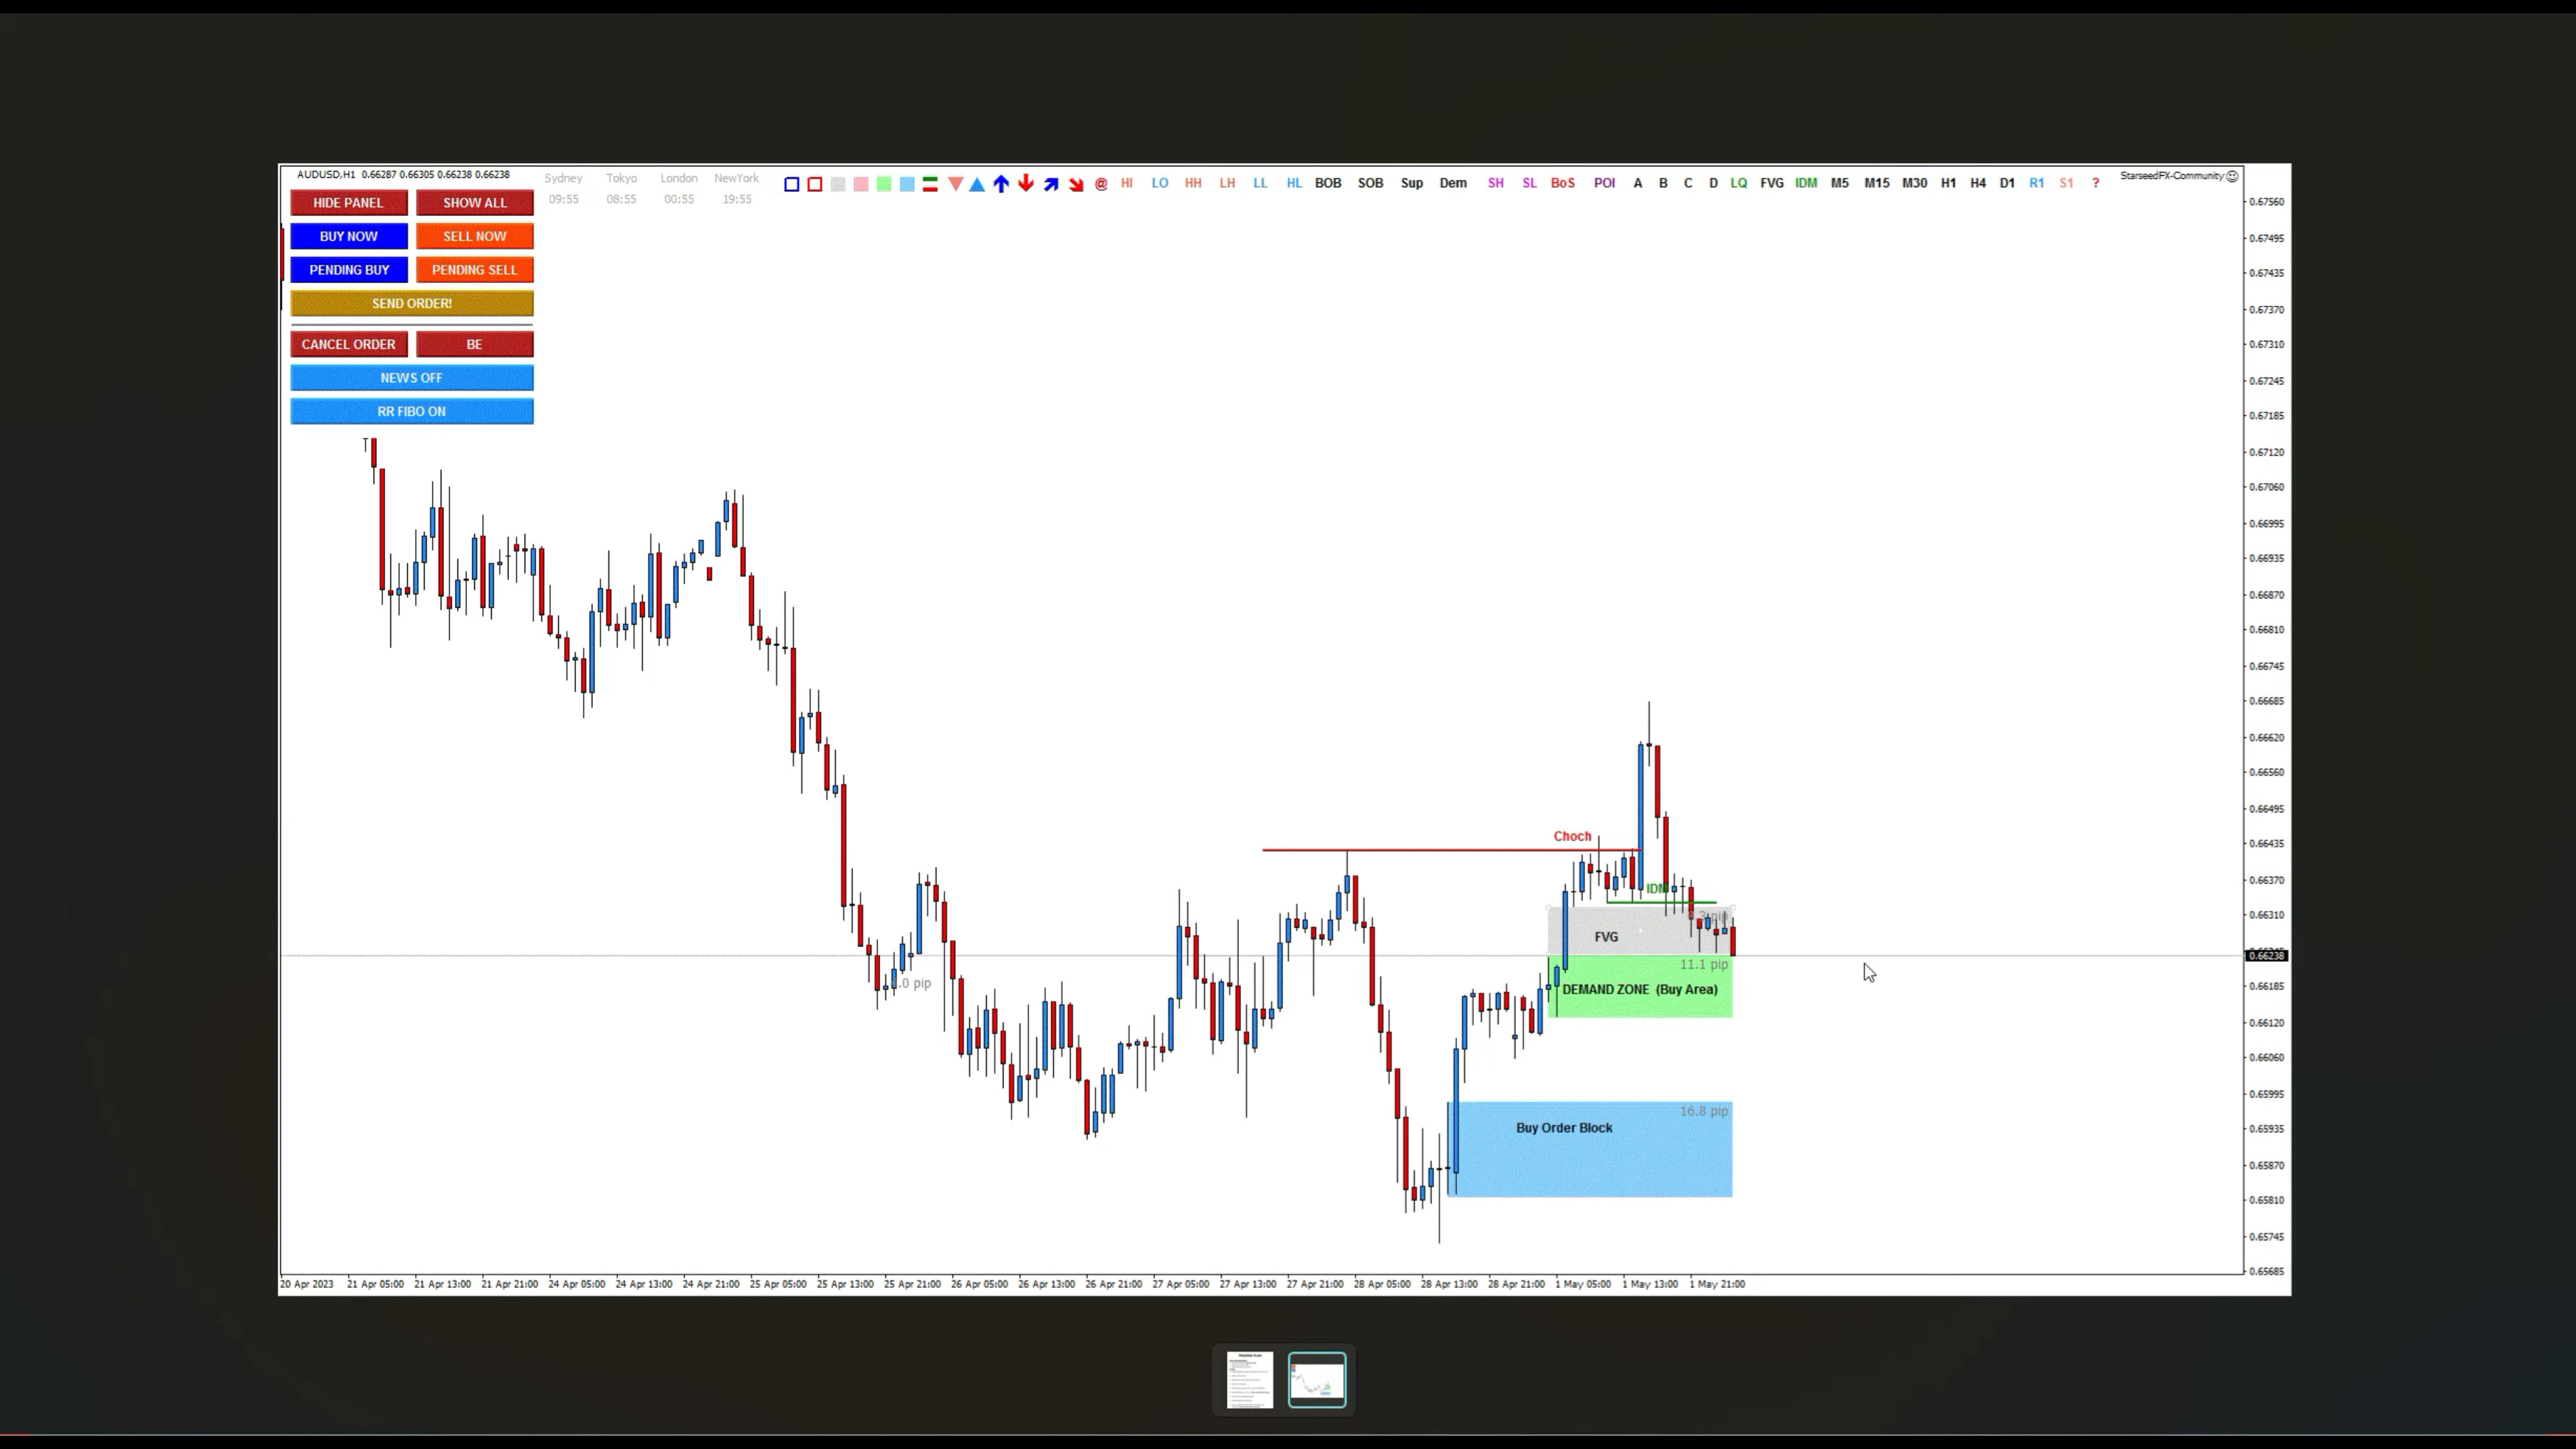 AUDUSD,H1 0.66287 0.66305 0.66238 0.66238
Sydney Tokyo London NewYork
09:55 08:55 00:55 19:55
@ HI LO HH LH LL HL BOB SOB Sup Dem SH SL BoS POI A B C D LQ FVG IDM M5 M15 M30 H1 H4 D1 R1 S1 ?
StarseedFX-Community
HIDE PANEL SHOW ALL
BUY NOW SELL NOW
PENDING BUY PENDING SELL
SEND ORDER!
CANCEL ORDER BE
NEWS OFF
RR FIBO ON
0.67560
0.67495
0.67435
0.67370
0.67310
0.67245
0.67185
0.67120
0.67060
0.66995
0.66935
0.66870
0.66810
0.66745
0.66685
0.66620
0.66560
0.66495
0.66435
0.66370
0.66310
0.66238
0.66185
0.66120
0.66060
0.65995
0.65935
0.65870
0.65810
0.65745
0.65685
Choch
IDM
FVG
11.1 pip
.0 pip
DEMAND ZONE (Buy Area)
16.8 pip
Buy Order Block
20 Apr 2023 21 Apr 05:00 21 Apr 13:00 21 Apr 21:00 24 Apr 05:00 24 Apr 13:00 24 Apr 21:00 25 Apr 05:00 25 Apr 13:00 25 Apr 21:00 26 Apr 05:00 26 Apr 13:00 26 Apr 21:00 27 Apr 05:00 27 Apr 13:00 27 Apr 21:00 28 Apr 05:00 28 Apr 13:00 28 Apr 21:00 1 May 05:00 1 May 13:00 1 May 21:00
TRADING PLAN